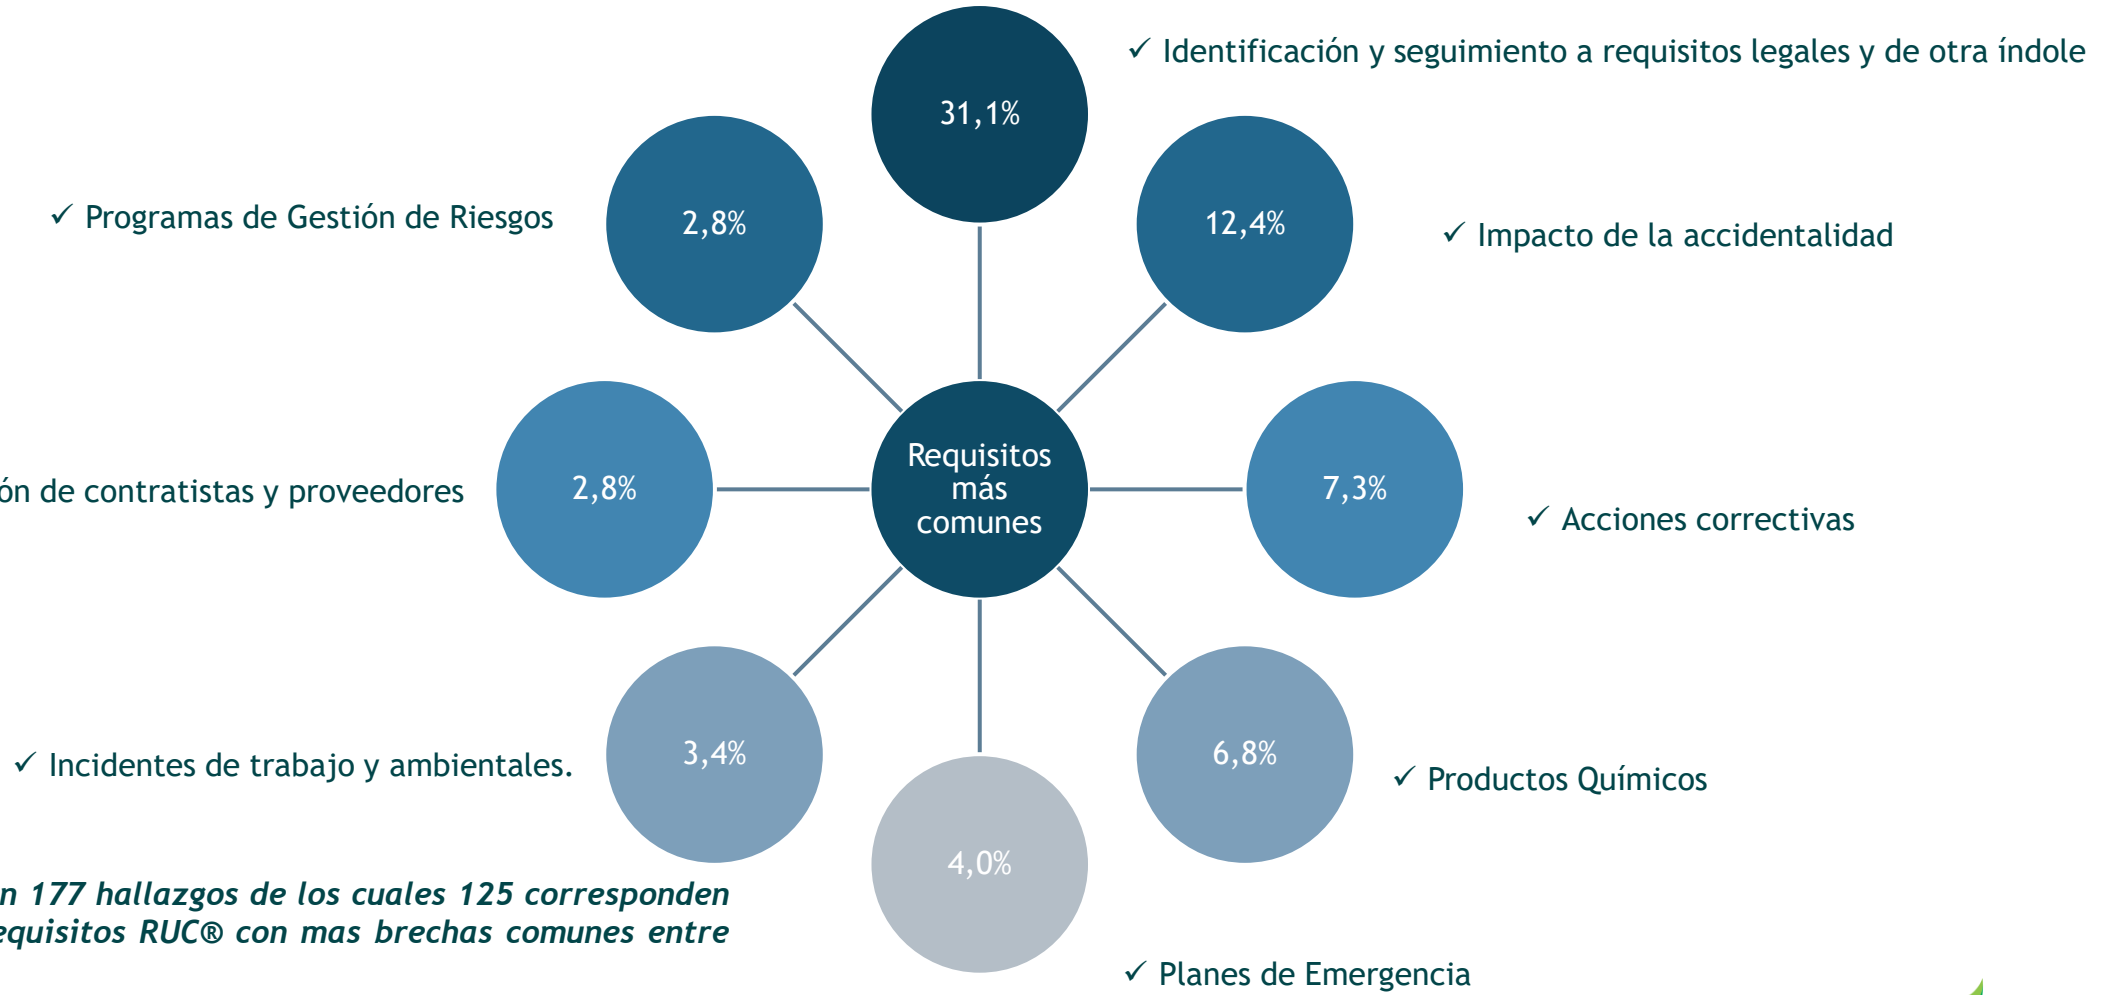 ✓ Identificación y seguimiento a requisitos legales y de otra índole
31,1%
2,8%
12,4%
✓ Programas de Gestión de Riesgos
✓ Impacto de la accidentalidad
Requisitos
más
comunes
ón de contratistas y proveedores
2,8%
7,3%
✓ Acciones correctivas
3,4%
6,8%
✓ Incidentes de trabajo y ambientales.
✓ Productos Químicos
4,0%
n 177 hallazgos de los cuales 125 corresponden
equisitos RUC® con mas brechas comunes entre
✓ Planes de Emergencia